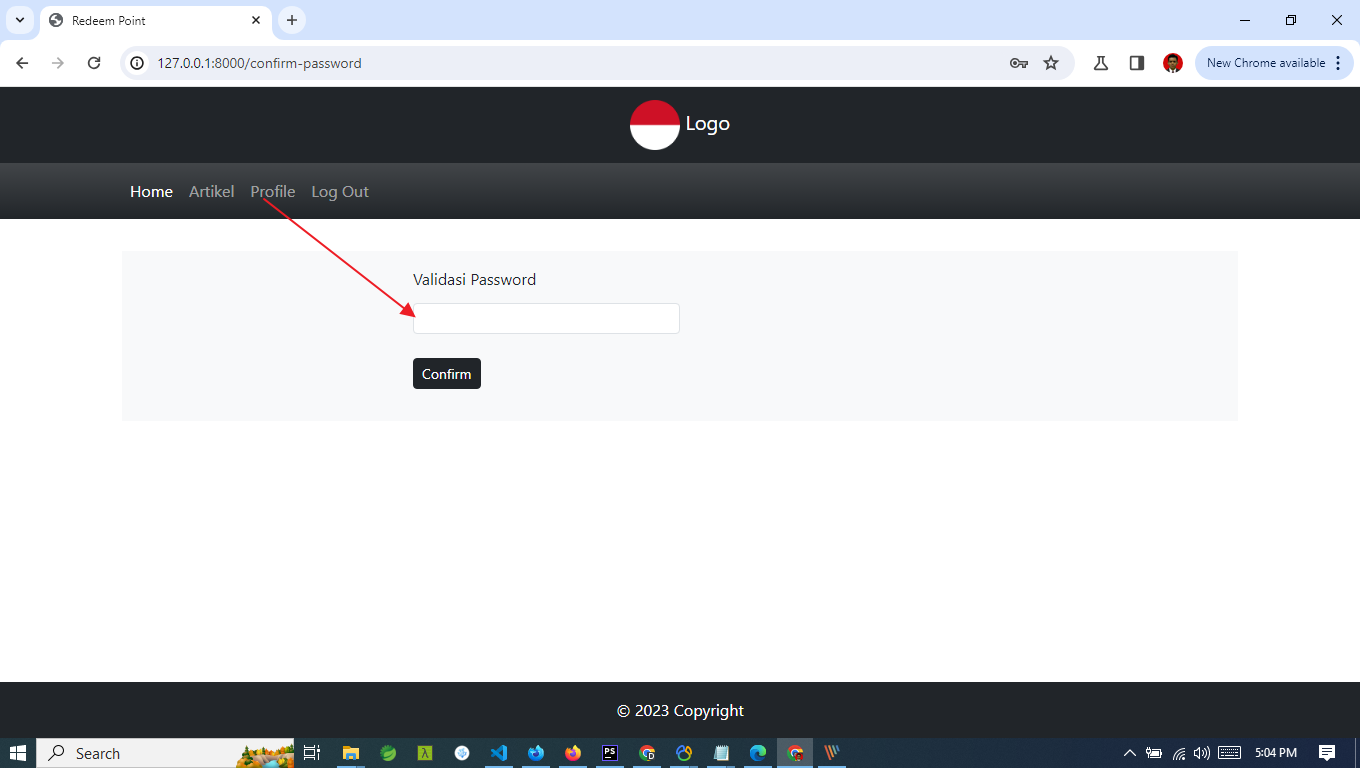 Redeem Point
127.0.0.1:8000/confirm-password
New Chrome available
Logo
Home Artikel Profile Log Out
Validasi Password
Confirm
© 2023 Copyright
Search
PS
λ
5:04 PM